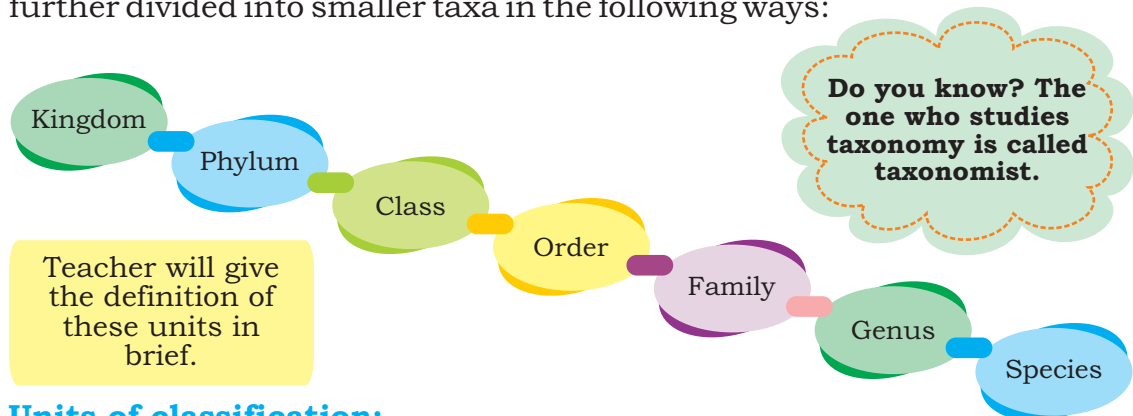 further divided into smaller taxa in the following ways:
Kingdom
Phylum
Class
Order
Family
Genus
Species
Do you know? The
one who studies
taxonomy is called
taxonomist.
Teacher will give
the definition of
these units in
brief.
Units of classification: